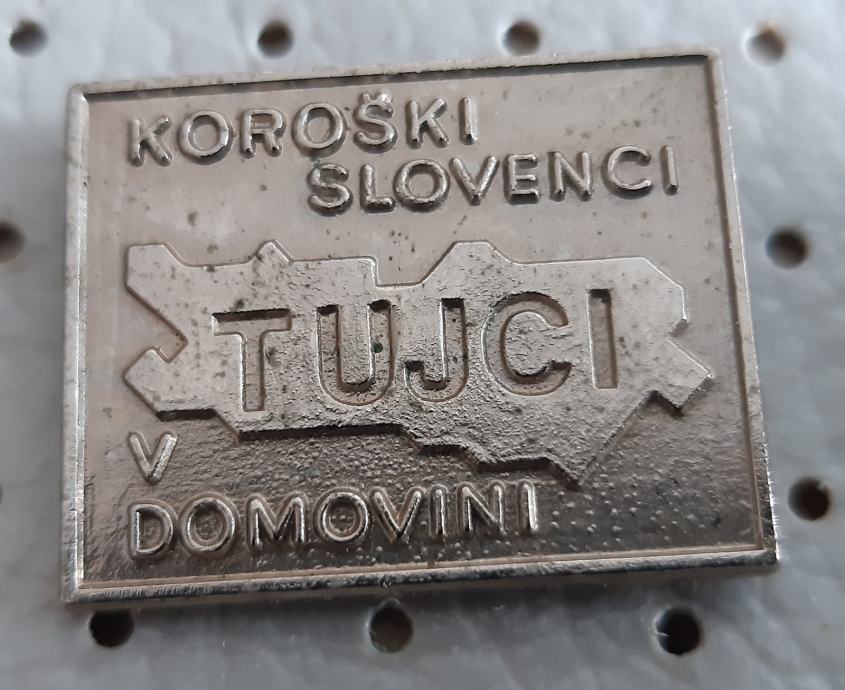 KOROŠKI
SLOVENCI
TUJCI
V
DOMOVINI